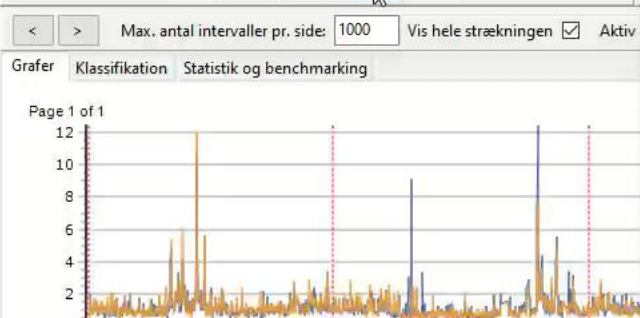 < > Max. antal intervaller pr. side: 1000 Vis hele strækningen Aktiv
Grafer Klassifikation Statistik og benchmarking
Page 1 of 1
12
10
8
6
4
2